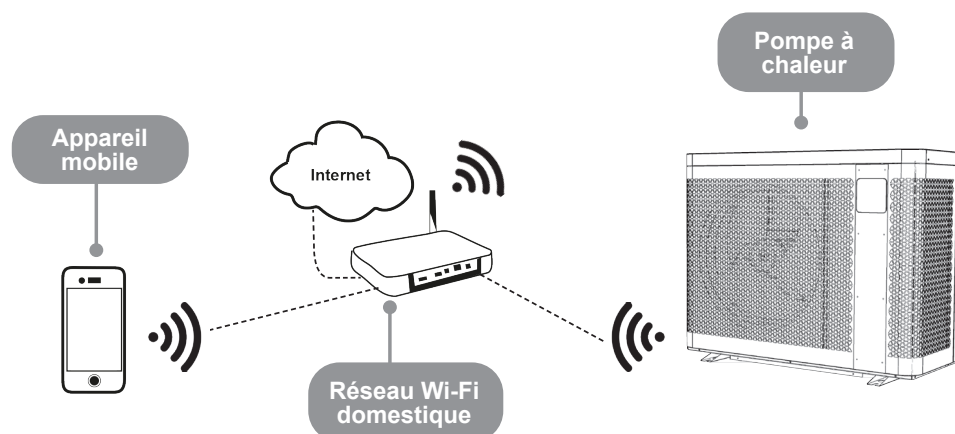 Pompe à
chaleur
Appareil
mobile
Internet
Réseau Wi-Fi
domestique